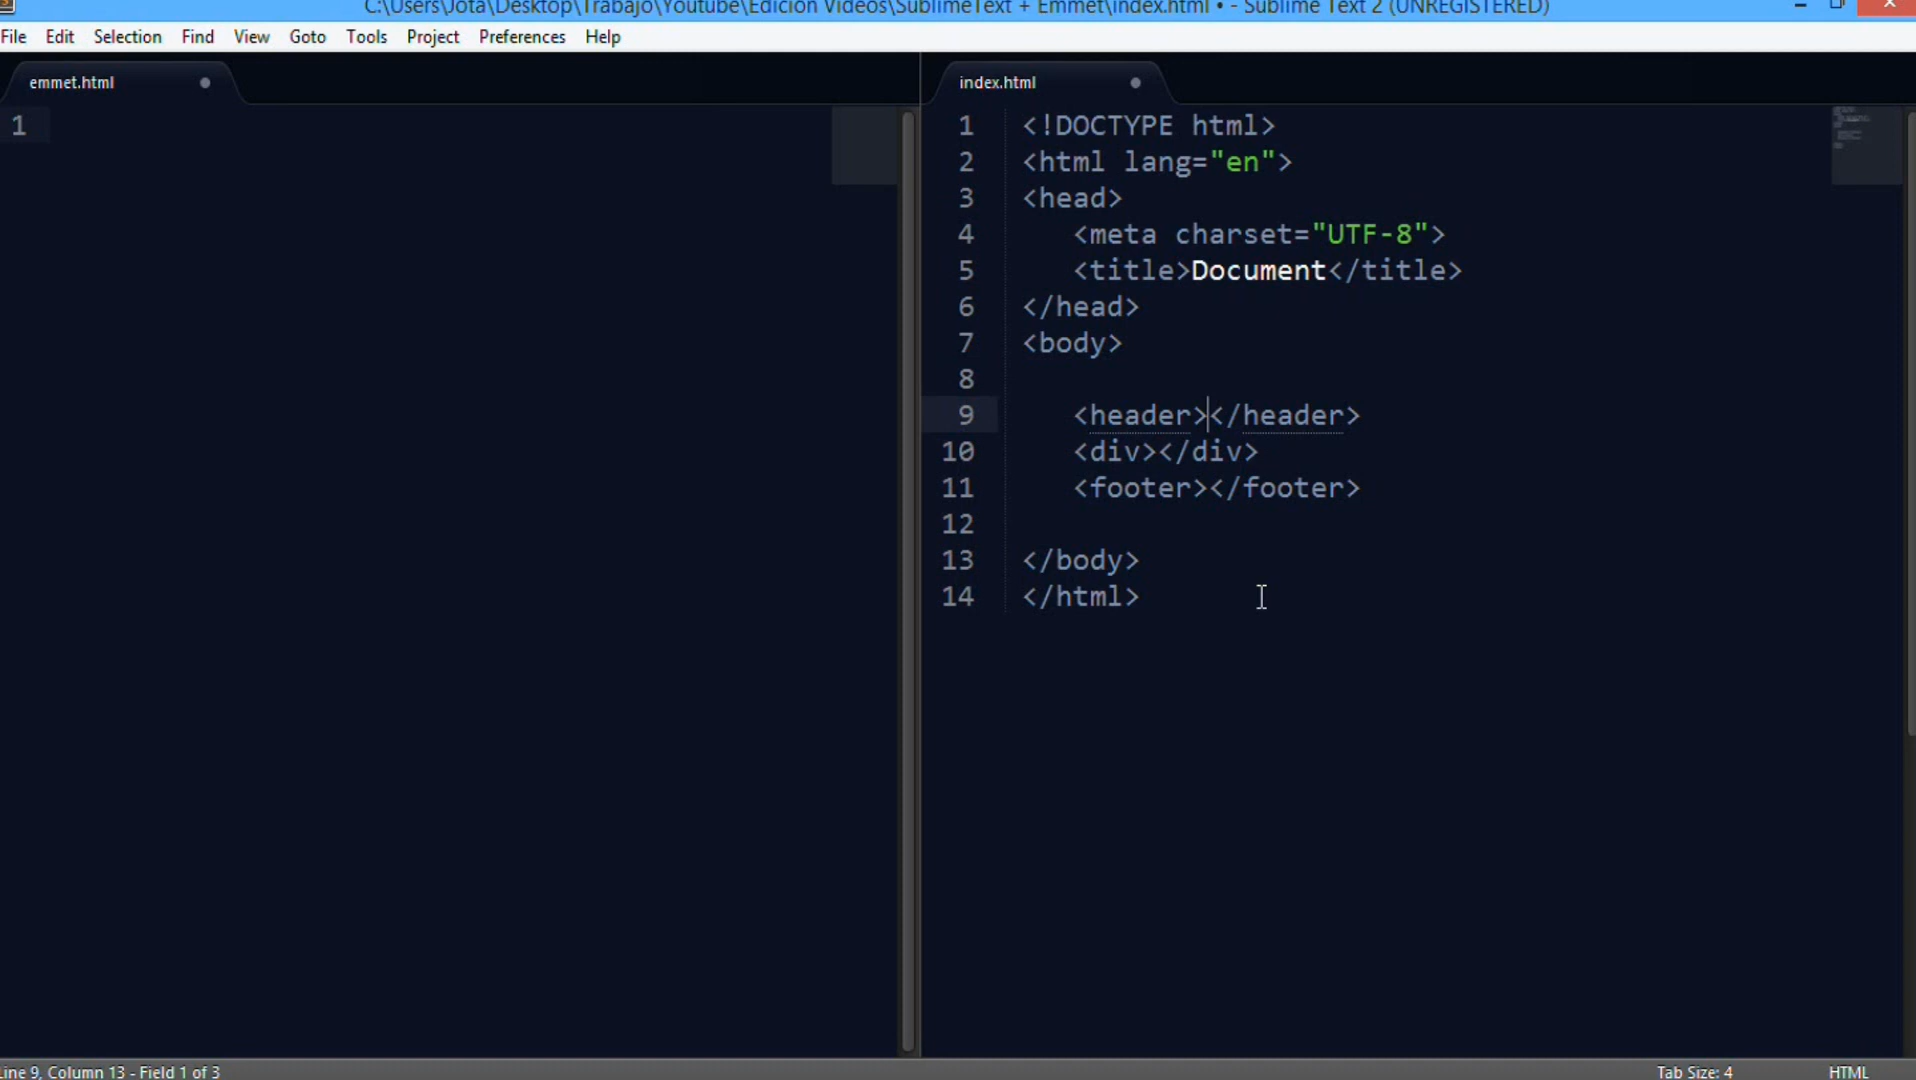 C:\Users\Jota\Desktop\Trabajo\Youtube\Edicion Videos\SublimeText + Emmet\index.html • - Sublime Text 2 (UNREGISTERED)
File Edit Selection Find View Goto Tools Project Preferences Help
emmet.html
1
index.html
1 <!DOCTYPE html>
2 <html lang="en">
3 <head>
4 <meta charset="UTF-8">
5 <title>Document</title>
6 </head>
7 <body>
8
9 <header></header>
10 <div></div>
11 <footer></footer>
12
13 </body>
14 </html>
Line 9, Column 13 - Field 1 of 3
Tab Size: 4
HTML